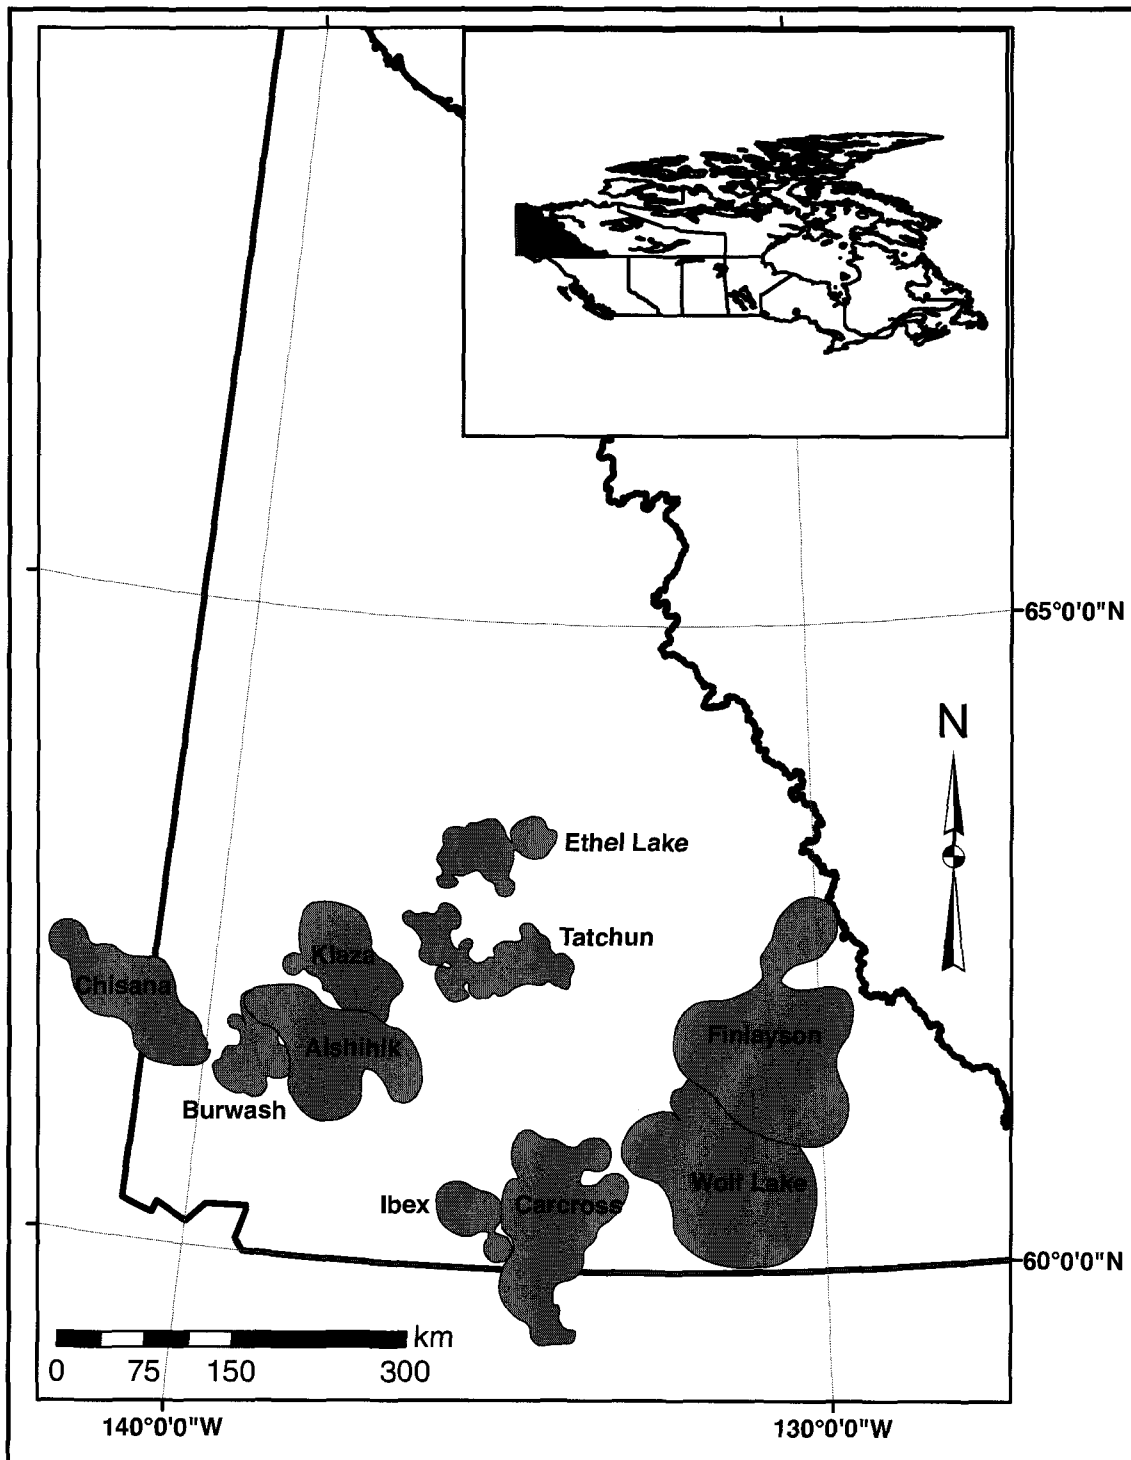 65°0'0"N
N
Ethel Lake
Tatchun
Klaza
Chisana
Finlayson
Aishihik
Burwash
Wolf Lake
Ibex
Carcross
60°0'0"N
km
0 75 150 300
140°0'0"W
130°0'0"W